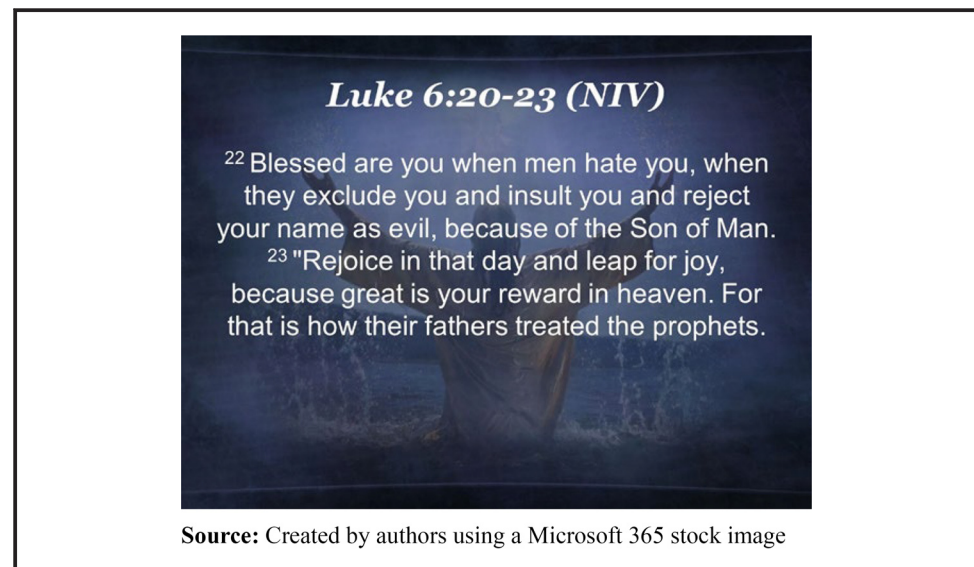 Luke 6:20-23 (NIV)
22 Blessed are you when men hate you, when
they exclude you and insult you and reject
your name as evil, because of the Son of Man.
23 "Rejoice in that day and leap for joy,
because great is your reward in heaven. For
that is how their fathers treated the prophets.
Source: Created by authors using a Microsoft 365 stock image